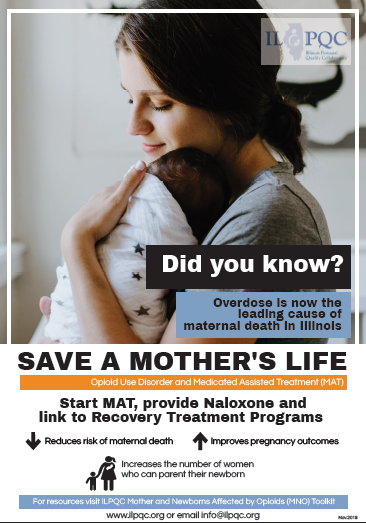 IL PQC
Illinois Perinatal
Quality Collaborative
Did you know?
Overdose is now the
leading cause of
maternal death in Illinois
SAVE A MOTHER'S LIFE
Opioid Use Disorder and Medicated Assisted Treatment (MAT)
Start MAT, provide Naloxone and
link to Recovery Treatment Programs
Reduces risk of maternal death
Improves pregnancy outcomes
Increases the number of women
who can parent their newborn
For resources visit ILPQC Mother and Newborns Affected by Opioids (MNO) Toolkit
www.ilpqc.org or email info@ilpqc.org
Nov.2018